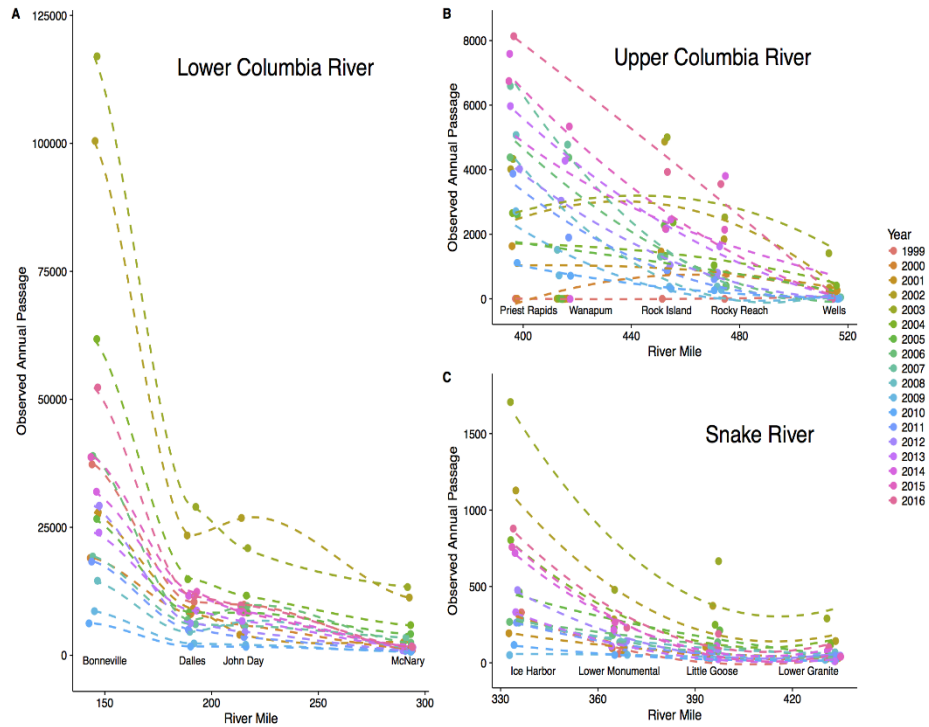 A
Lower Columbia River
Observed Annual Passage
125000
100000
75000
50000
25000
0
Bonneville
Dalles
John Day
McNary
150
200
250
300
River Mile
B
Upper Columbia River
Observed Annual Passage
8000
6000
4000
2000
0
Priest Rapids
Wanapum
Rock Island
Rocky Reach
Wells
400
440
480
520
River Mile
C
Snake River
Observed Annual Passage
1500
1000
500
0
Ice Harbor
Lower Monumental
Little Goose
Lower Granite
330
360
390
420
River Mile
Year
1999
2000
2001
2002
2003
2004
2005
2006
2007
2008
2009
2010
2011
2012
2013
2014
2015
2016